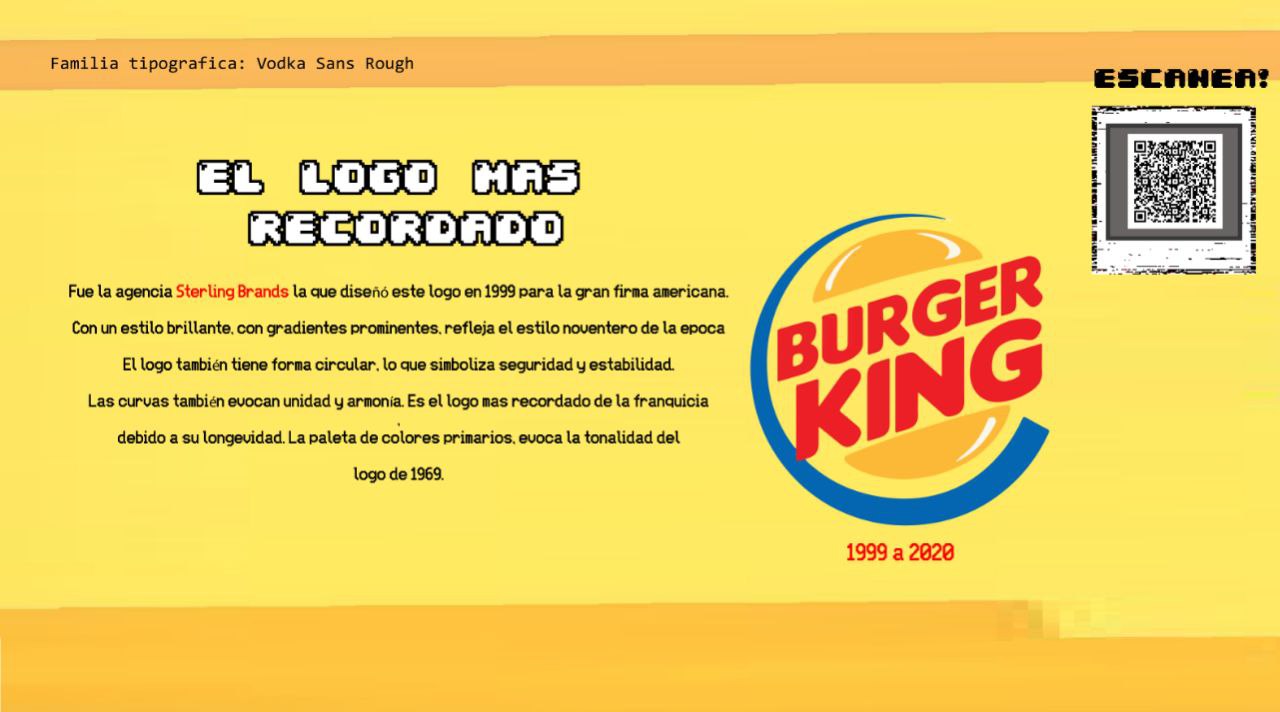 Familia tipografica: Vodka Sans Rough
ESCANEA!
EL LOGO MAS
RECORDADO
Fue la agencia Sterling Brands la que diseñó este logo en 1999 para la gran firma americana.
Con un estilo brillante, con gradientes prominentes, refleja el estilo noventero de la epoca
El logo también tiene forma circular, lo que simboliza seguridad y estabilidad.
Las curvas también evocan unidad y armonía. Es el logo mas recordado de la franquicia
debido a su longevidad. La paleta de colores primarios, evoca la tonalidad del
logo de 1969.
BURGER
KING
1999 a 2020